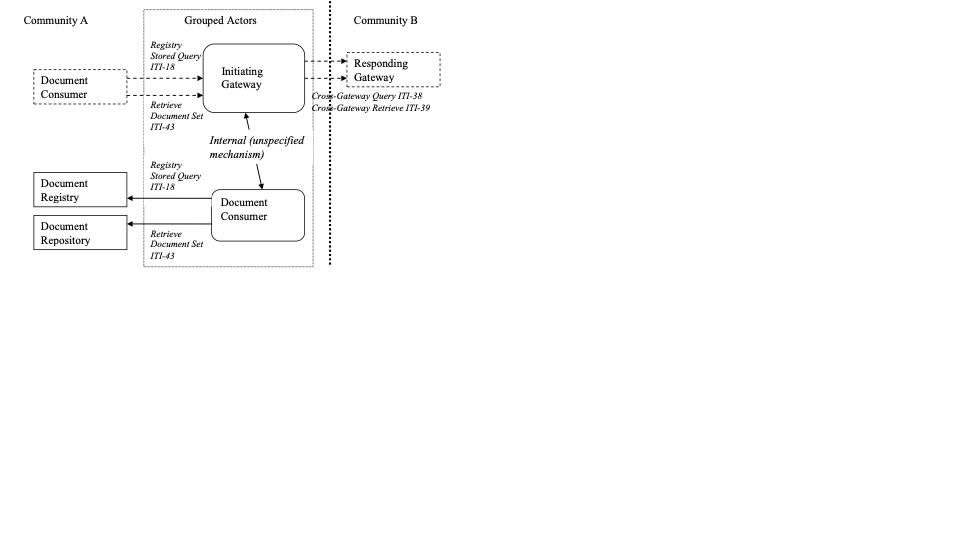 Community A
Grouped Actors
Community B
Registry
Stored Query
ITI-18
Initiating
Gateway
Responding
Gateway
Document
Consumer
Cross-Gateway Query ITI-38
Cross-Gateway Retrieve ITI-39
Retrieve
Document Set
ITI-43
Internal (unspecified
mechanism)
Registry
Stored Query
ITI-18
Document
Registry
Document
Consumer
Document
Repository
Retrieve
Document Set
ITI-43